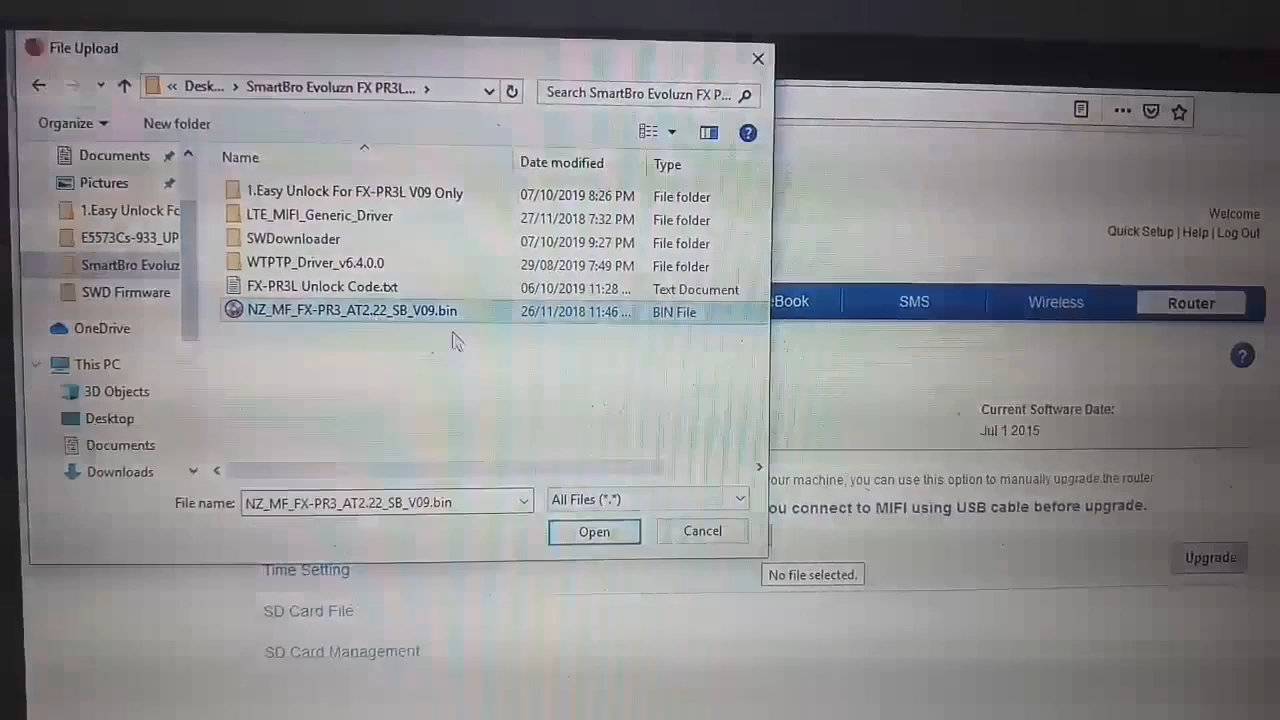 File Upload
« Desk... > SmartBro Evoluzn FX PR3L... >
Search SmartBro Evoluzn FX P...
Organize
New folder
Documents
Pictures
1.Easy Unlock Fc
E5573Cs-933_UP
SmartBro Evoluz
SWD Firmware
OneDrive
This PC
3D Objects
Desktop
Documents
Downloads
Name Date modified Type
1.Easy Unlock For FX-PR3L V09 Only 07/10/2019 8:26 PM File folder
LTE_MIFI_Generic_Driver 27/11/2018 7:32 PM File folder
SWDownloader 07/10/2019 9:27 PM File folder
WTPTP_Driver_v6.4.0.0 29/08/2019 7:49 PM File folder
FX-PR3L Unlock Code.txt 06/10/2019 11:28 ... Text Document
NZ_MF_FX-PR3_AT2.22_SB_V09.bin 26/11/2018 11:46 ... BIN File
File name: NZ_MF_FX-PR3_AT2.22_SB_V09.bin
All Files (*.*)
Open
Cancel
Welcome
Quick Setup | Help | Log Out
eBook SMS Wireless Router
Current Software Date:
Jul 1 2015
our machine, you can use this option to manually upgrade the router
ou connect to MIFI using USB cable before upgrade.
No file selected.
Upgrade
Time Setting
SD Card File
SD Card Management